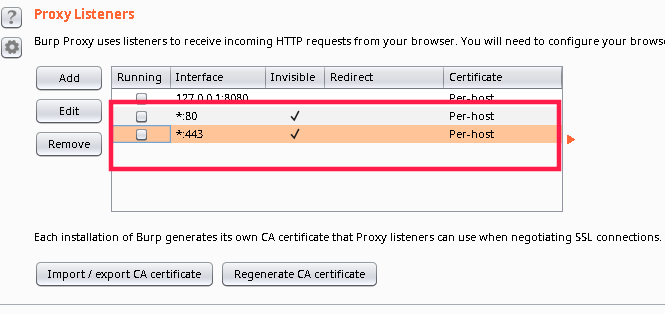 Proxy Listeners
?
Burp Proxy uses listeners to receive incoming HTTP requests from your browser. You will need to configure your
Add
Running Interface Invisible Redirect Certificate
127.0.0.1:8080 Per-host
Edit
*:80 ✓ Per-host
*:443 ✓ Per-host
Remove
Each installation of Burp generates its own CA certificate that Proxy listeners can use when negotiating SSL connections.
Import / export CA certificate Regenerate CA certificate